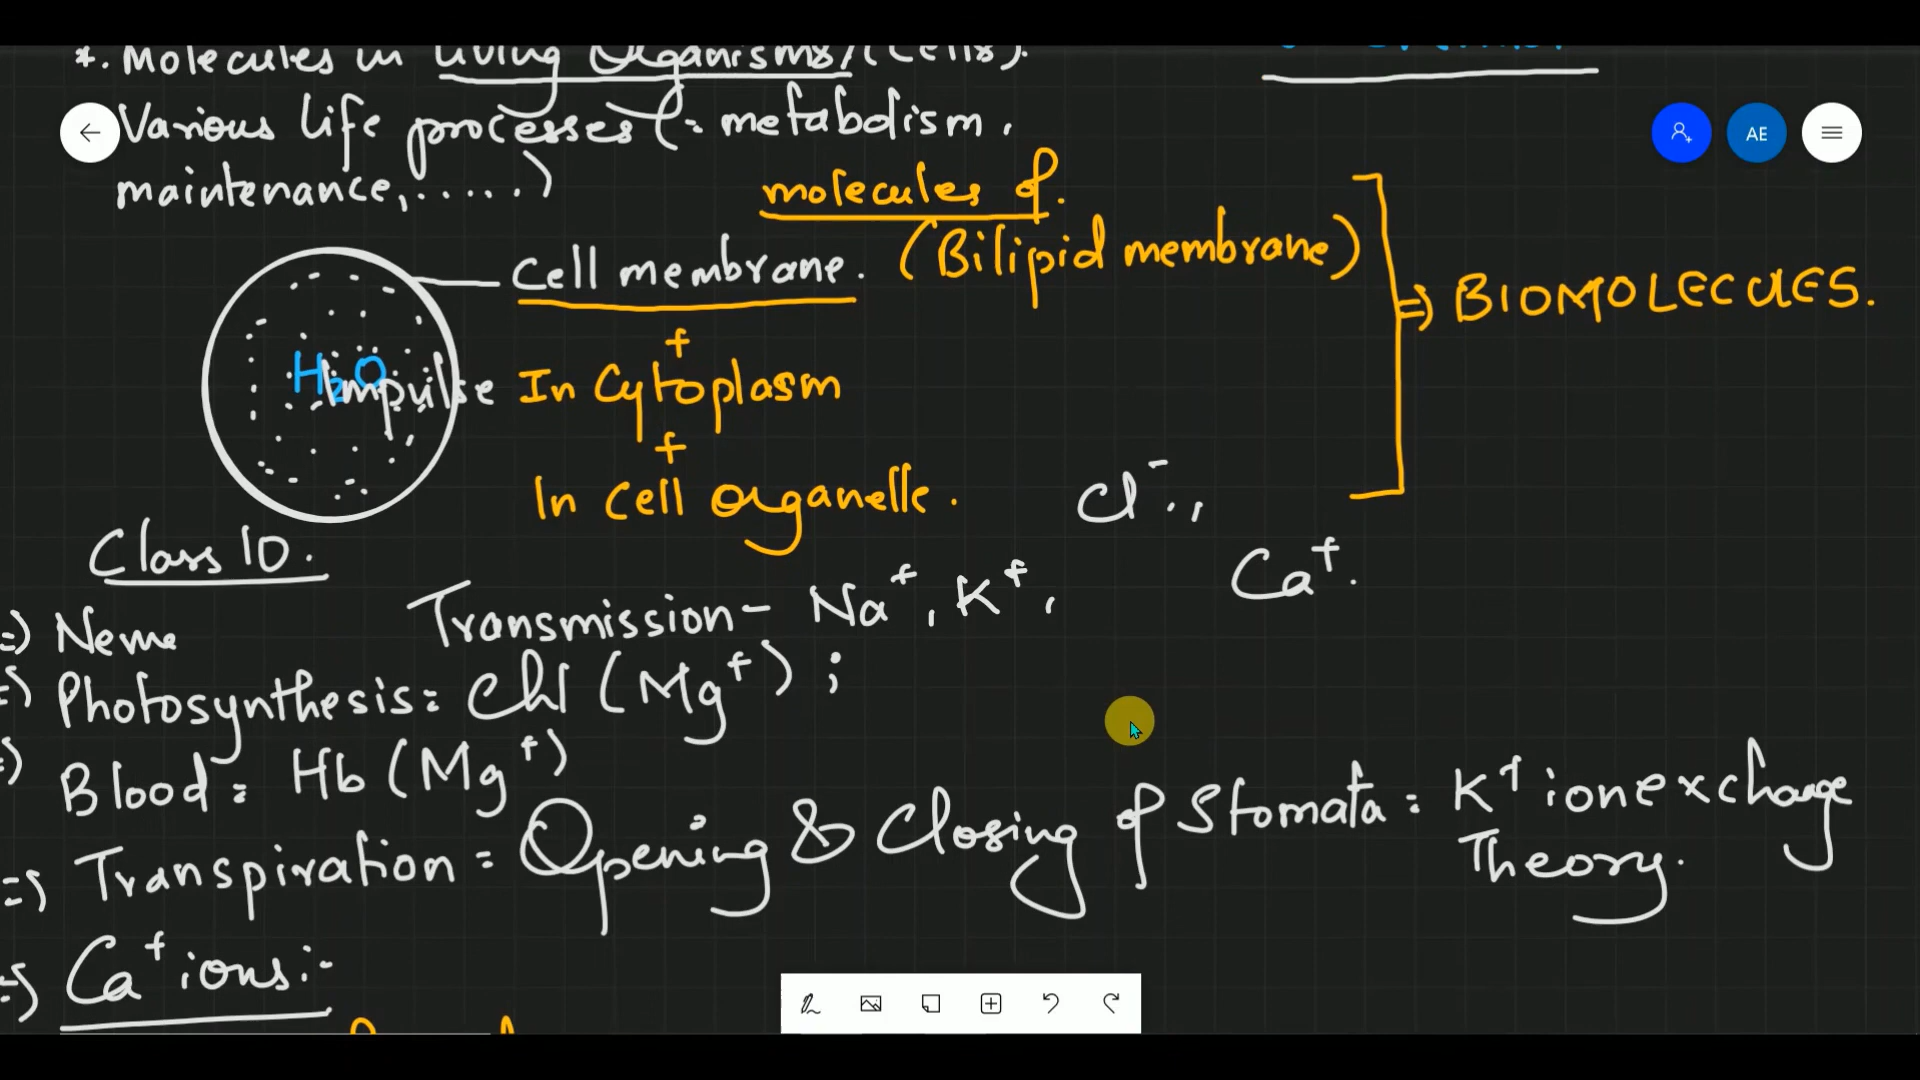 *. Molecules in living Organisms/(Cells).
Various life processes (= metabolism,
maintenance,.....)
molecules of.
Cell membrane. (Bilipid membrane)
=) BIOMOLECULES.
+
H2O
Impulse In Cytoplasm
+
In Cell organelle.
Cl-.,
Class 10.
Ca+.
=) Nerve Transmission- Na+, K+,
=) Photosynthesis= Chl (Mg+) ;
=) Blood= Hb (Mg+)
=) Transpiration = Opening & Closing of Stomata = K+ ion exchange
Theory.
=) Ca+ ions:-
AE